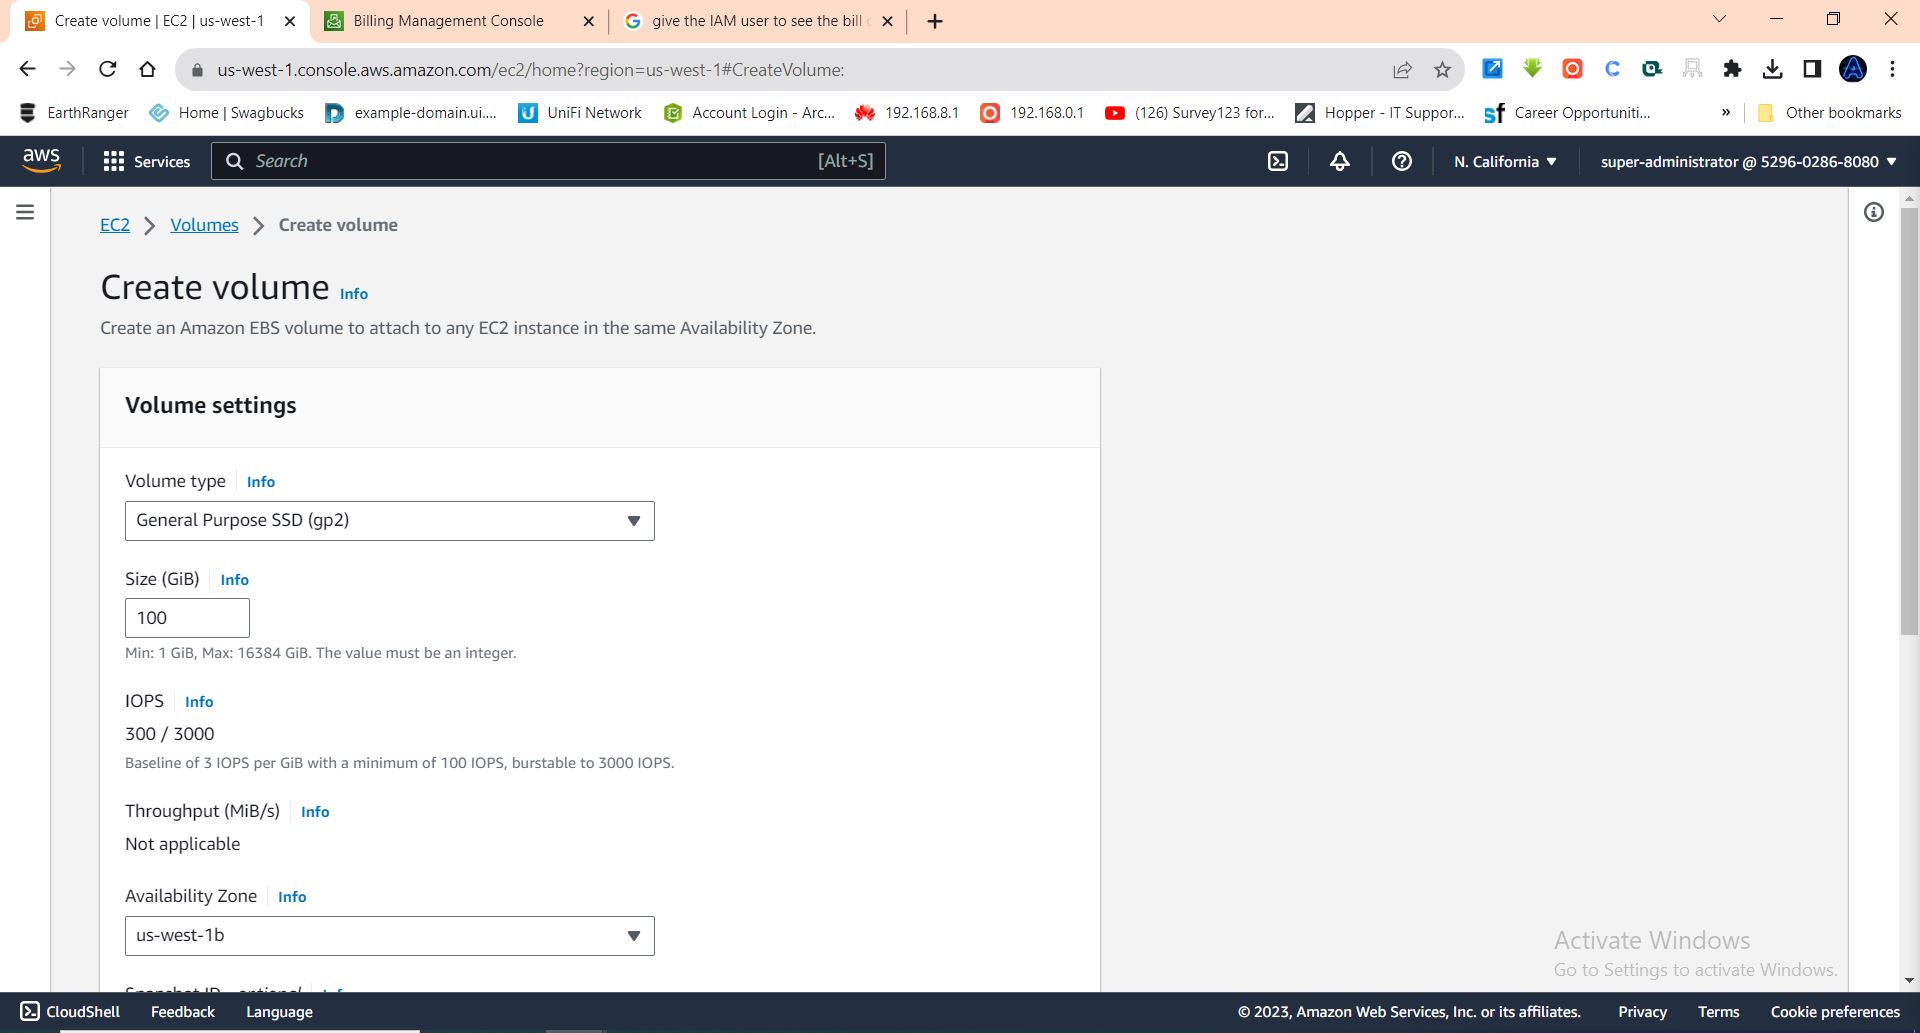 Create volume | EC2 | us-west-1
Billing Management Console
give the IAM user to see the bill
us-west-1.console.aws.amazon.com/ec2/home?region=us-west-1#CreateVolume:
EarthRanger
Home | Swagbucks
example-domain.ui....
UniFi Network
Account Login - Arc...
192.168.8.1
192.168.0.1
(126) Survey123 for...
Hopper - IT Suppor...
Career Opportuniti...
»
Other bookmarks
aws
Services
Search
[Alt+S]
N. California
super-administrator @ 5296-0286-8080
EC2 > Volumes > Create volume
Create volume Info
Create an Amazon EBS volume to attach to any EC2 instance in the same Availability Zone.
Volume settings
Volume type Info
General Purpose SSD (gp2)
Size (GiB) Info
100
Min: 1 GiB, Max: 16384 GiB. The value must be an integer.
IOPS Info
300 / 3000
Baseline of 3 IOPS per GiB with a minimum of 100 IOPS, burstable to 3000 IOPS.
Throughput (MiB/s) Info
Not applicable
Availability Zone Info
us-west-1b
Activate Windows
Go to Settings to activate Windows.
CloudShell
Feedback
Language
© 2023, Amazon Web Services, Inc. or its affiliates.
Privacy
Terms
Cookie preferences